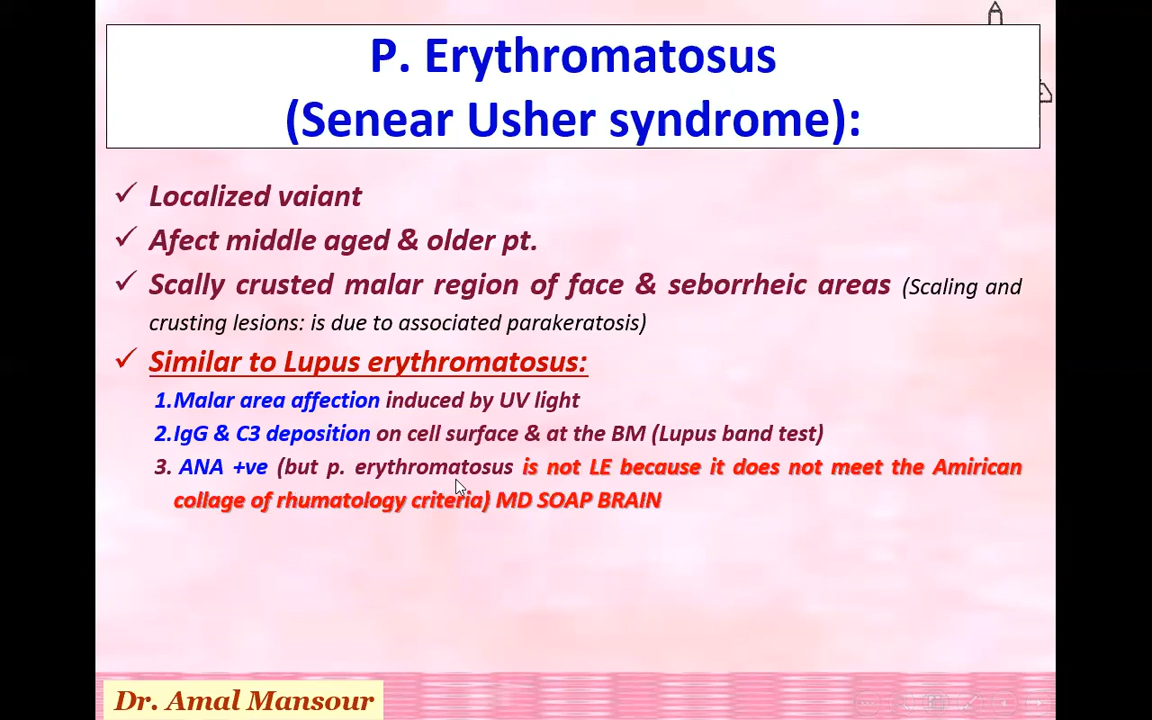 P. Erythromatosus
(Senear Usher syndrome):
✓ Localized vaiant
✓ Afect middle aged & older pt.
✓ Scally crusted malar region of face & seborrheic areas (Scaling and
crusting lesions: is due to associated parakeratosis)
✓ Similar to Lupus erythromatosus:
1.Malar area affection induced by UV light
2.IgG & C3 deposition on cell surface & at the BM (Lupus band test)
3. ANA +ve (but p. erythromatosus is not LE because it does not meet the Amirican
collage of rhumatology criteria) MD SOAP BRAIN
Dr. Amal Mansour